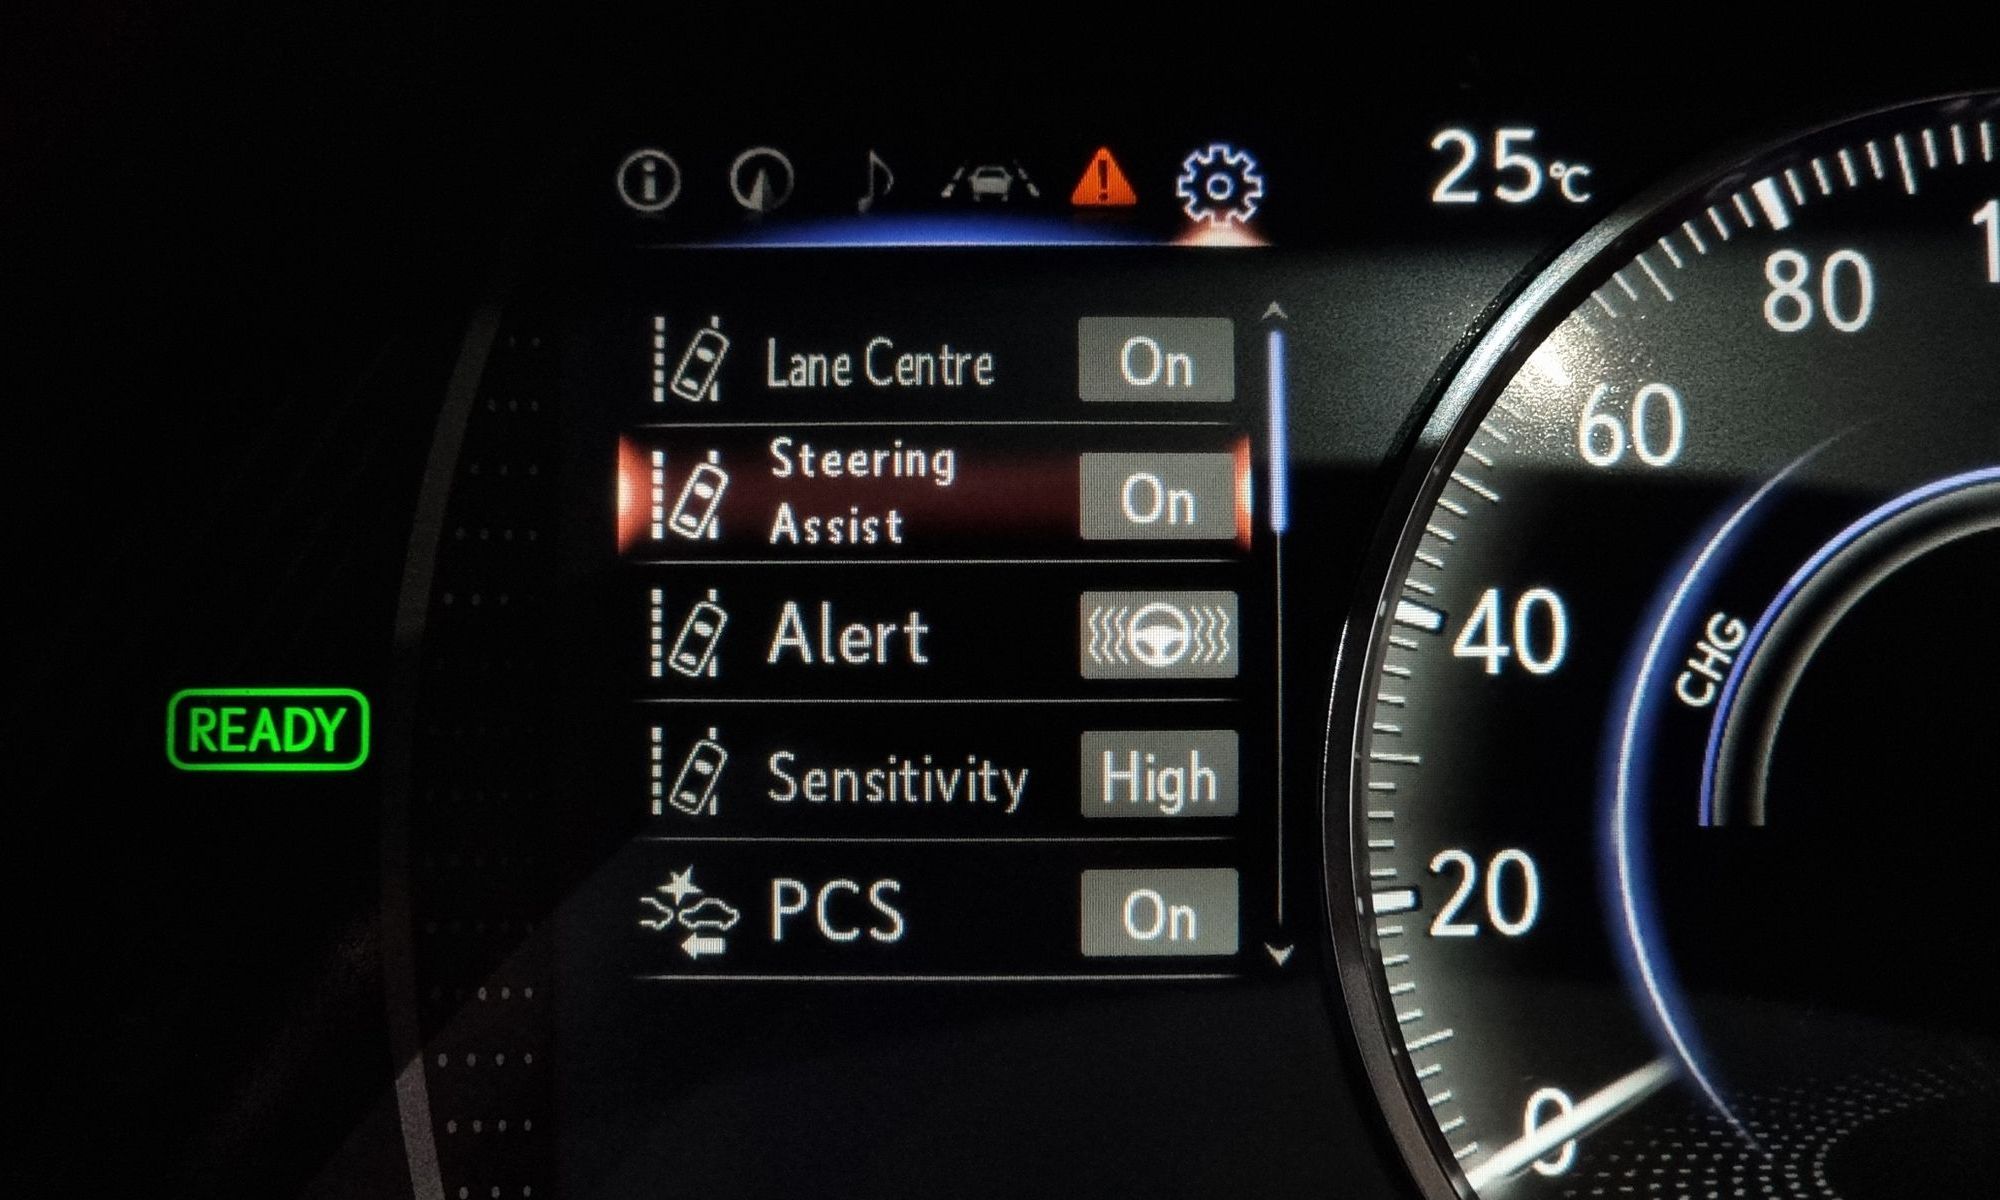 25°C
Lane Centre On
Steering
Assist
On
Alert
Sensitivity High
PCS On
READY
80
60
40
20
0
CHG